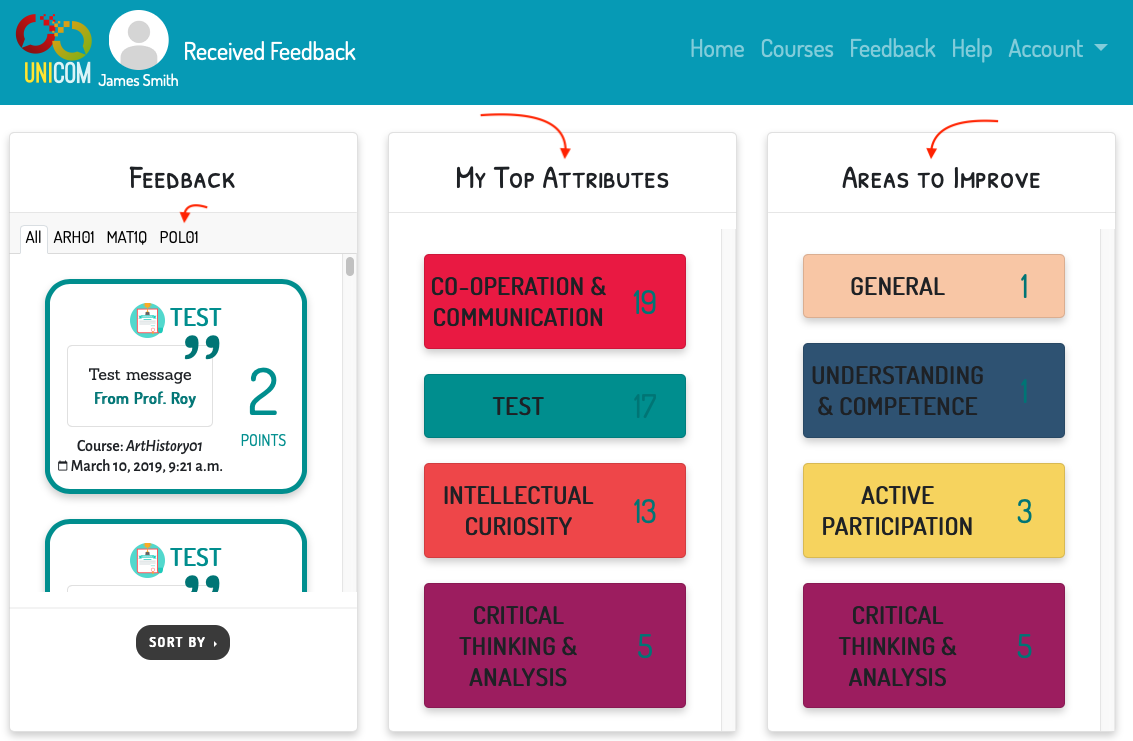 UNICOM
James Smith
Received Feedback
Home Courses Feedback Help Account
Feedback
All ARH01 MAT1Q POL01
TEST
Test message
From Prof. Roy
2
POINTS
Course: ArtHistory01
March 10, 2019, 9:21 a.m.
TEST
SORT BY
My Top Attributes
CO-OPERATION &
COMMUNICATION
19
TEST
17
INTELLECTUAL
CURIOSITY
13
CRITICAL
THINKING &
ANALYSIS
5
Areas to Improve
GENERAL
1
UNDERSTANDING
& COMPETENCE
1
ACTIVE
PARTICIPATION
3
CRITICAL
THINKING &
ANALYSIS
5